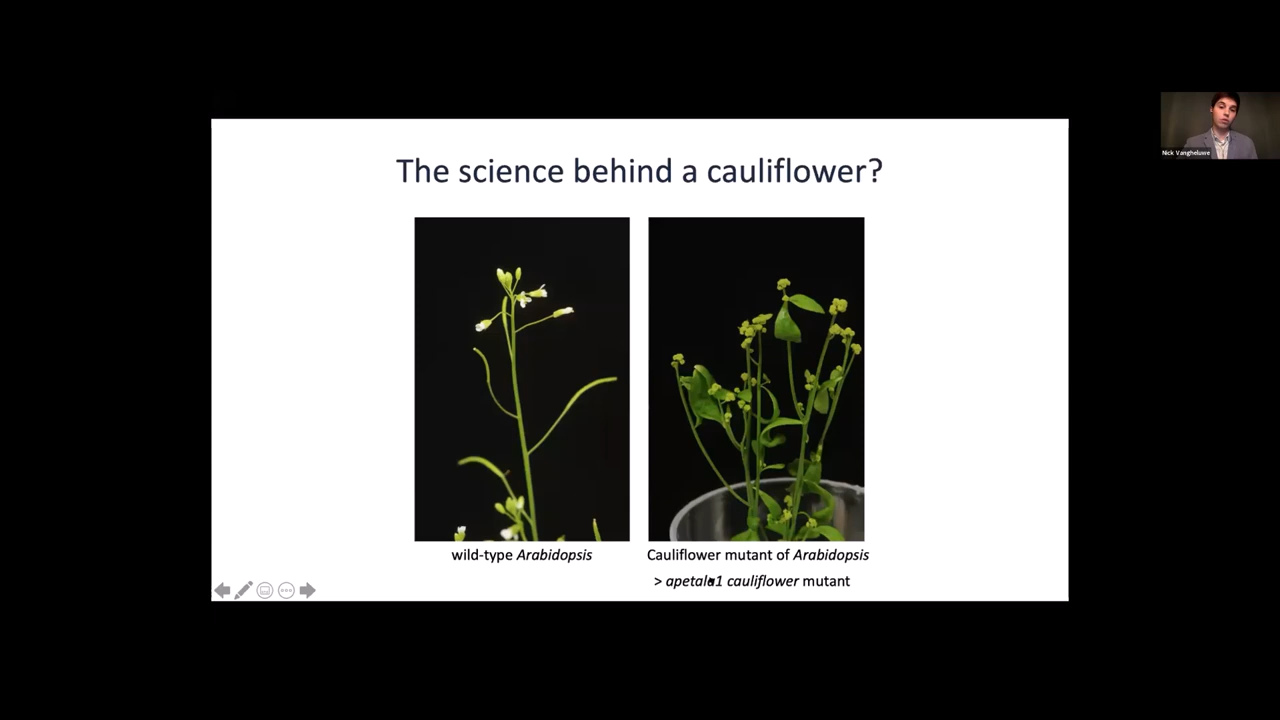 The science behind a cauliflower?
Nick Vangheluwe
wild-type Arabidopsis
Cauliflower mutant of Arabidopsis
> apetala1 cauliflower mutant